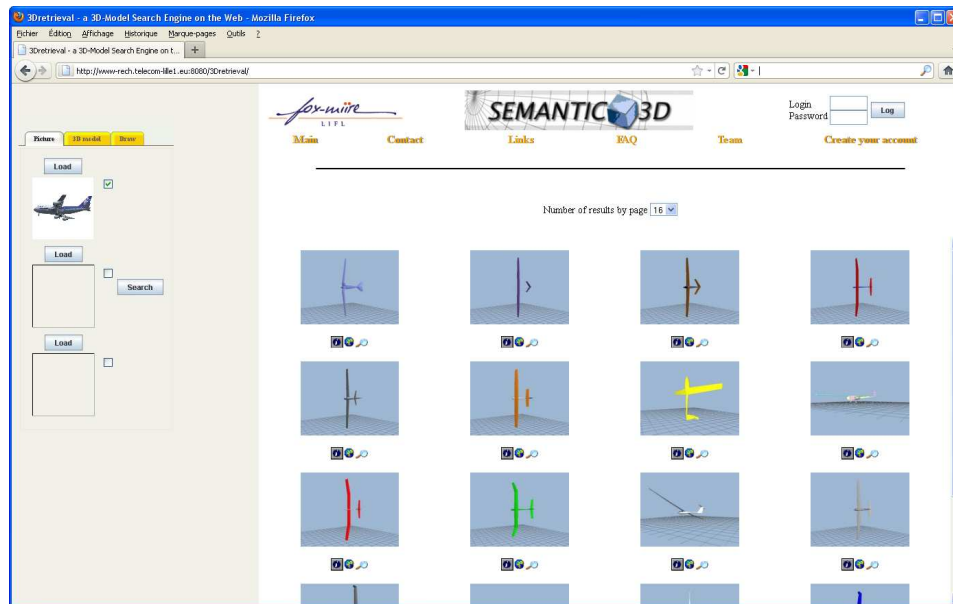 3Dretrieval - a 3D-Model Search Engine on the Web - Mozilla Firefox
Fichier Édition Affichage Historique Marque-pages Outils ?
3Dretrieval - a 3D-Model Search Engine on t... +
http://www-rech.telecom-lille1.eu:8080/3Dretrieval/
fox-miire
LIFL
SEMANTIC 3D
Login
Password
Log
Main Contact Links FAQ Team Create your account
Picture 3D model Draw
Load
Number of results by page 16
Load
Search
Load